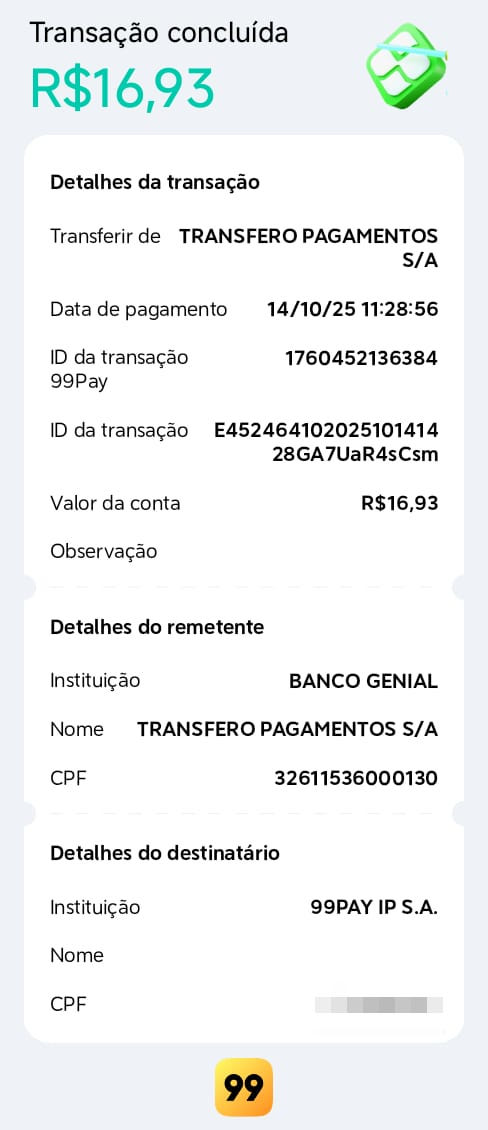 Transação concluída
R$16,93
Detalhes da transação
Transferir de TRANSFERO PAGAMENTOS
S/A
Data de pagamento 14/10/25 11:28:56
ID da transação 1760452136384
99Pay
ID da transação E452464102025101414
28GA7UaR4sCsm
Valor da conta R$16,93
Observação
Detalhes do remetente
Instituição BANCO GENIAL
Nome TRANSFERO PAGAMENTOS S/A
CPF 32611536000130
Detalhes do destinatário
Instituição 99PAY IP S.A.
Nome
CPF
99